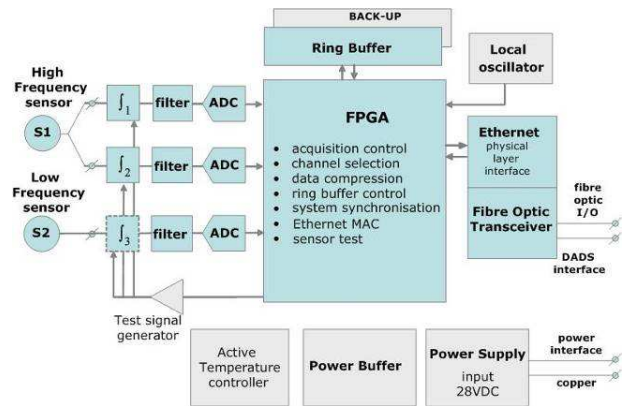 BACK-UP
Ring Buffer
High
Frequency
sensor
Local
oscillator
∫1
filter
ADC
S1
FPGA
• acquisition control
• channel selection
• data compression
• ring buffer control
• system synchronisation
• Ethernet MAC
• sensor test
Ethernet
physical
layer
interface
∫2
filter
ADC
Low
Frequency
sensor
S2
∫3
filter
ADC
Fibre Optic
Transceiver
fibre
optic
I/O
DADS
interface
Test signal
generator
Active
Temperature
controller
Power Buffer
Power Supply
input
28VDC
power
interface
copper